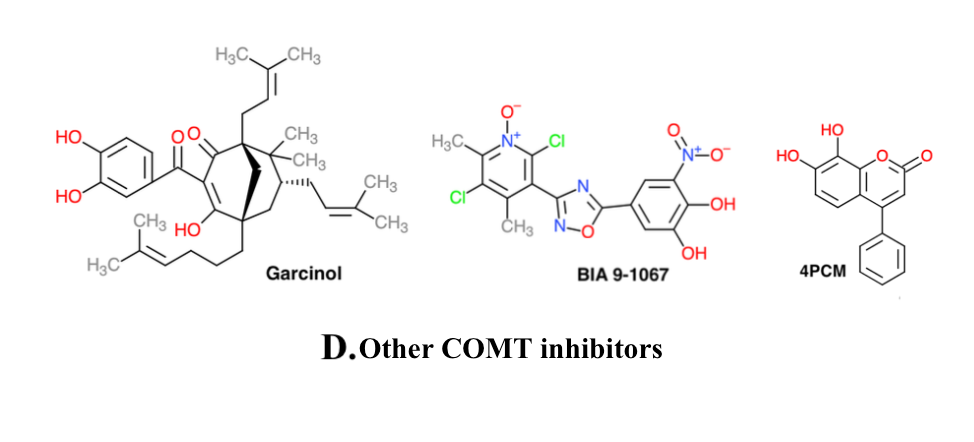 H₃C CH₃
HO O O CH₃
CH₃
HO CH₃
CH₃ HO CH₃
H₃C
Garcinol
O⁻
H₃C N⁺ Cl O N⁺ O⁻
Cl N OH
CH₃ N O OH
BIA 9-1067
HO
HO O O
4PCM
D. Other COMT inhibitors